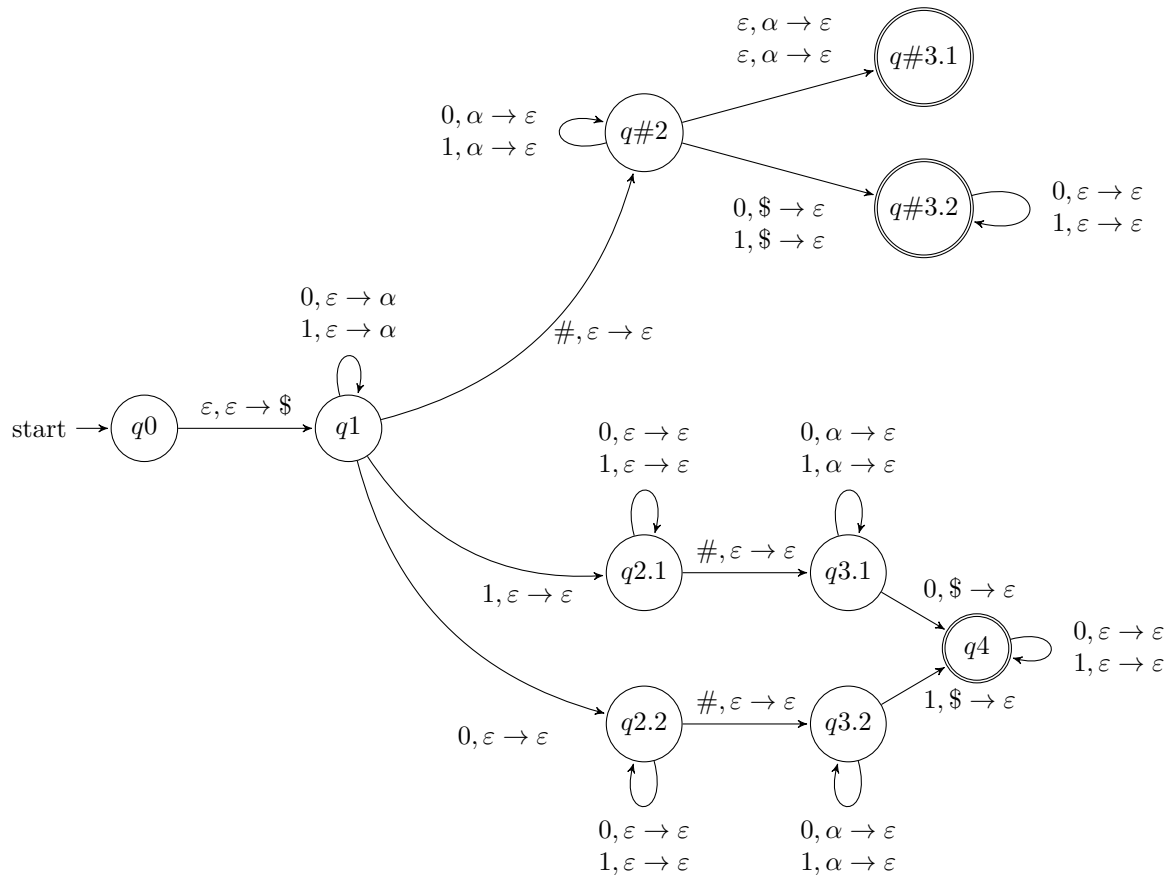 ε, α → ε
ε, α → ε
q#3.1
0, α → ε
1, α → ε
q#2
0, $ → ε
1, $ → ε
q#3.2
0, ε → ε
1, ε → ε
0, ε → α
1, ε → α
#, ε → ε
start
q0
ε, ε → $
q1
0, ε → ε
1, ε → ε
0, α → ε
1, α → ε
1, ε → ε
q2.1
#, ε → ε
q3.1
0, $ → ε
q4
0, ε → ε
1, ε → ε
1, $ → ε
0, ε → ε
q2.2
#, ε → ε
q3.2
0, ε → ε
1, ε → ε
0, α → ε
1, α → ε